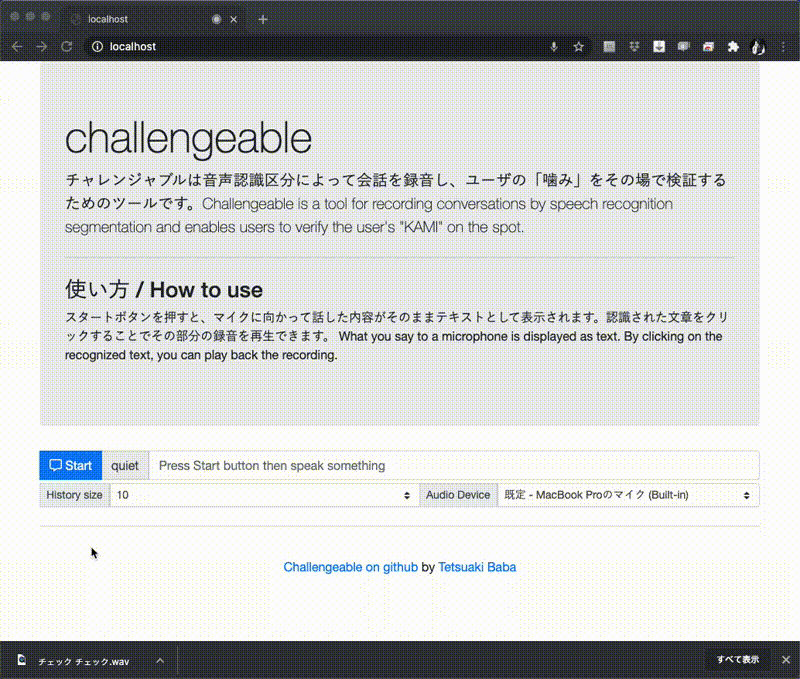 localhost
localhost
challengeable
チャレンジャブルは音声認識区分によって会話を録音し、ユーザの「噛み」をその場で検証する
ためのツールです。Challengeable is a tool for recording conversations by speech recognition
segmentation and enables users to verify the user's "KAMI" on the spot.
使い方 / How to use
スタートボタンを押すと、マイクに向かって話した内容がそのままテキストとして表示されます。認識された文章をクリ
ックすることでその部分の録音を再生できます。 What you say to a microphone is displayed as text. By clicking on the
recognized text, you can play back the recording.
Start quiet Press Start button then speak something
History size 10 Audio Device 既定 - MacBook Proのマイク (Built-in)
Challengeable on github by Tetsuaki Baba
チェック チェック.wav すべて表示